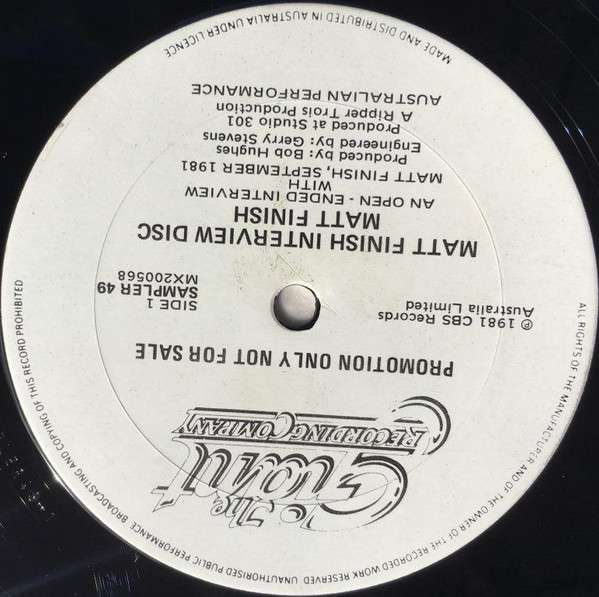 The
Giant
RECORDING COMPANY
PROMOTION ONLY NOT FOR SALE
℗ 1981 CBS Records
Australia Limited
SIDE 1
SAMPLER 49
MX200568
MATT FINISH INTERVIEW DISC
MATT FINISH
AN OPEN - ENDED INTERVIEW
WITH
MATT FINISH, SEPTEMBER 1981
Produced by: Bob Hughes
Engineered by: Gerry Stevens
Produced at Studio 301
A Ripper Trois Production
AUSTRALIAN PERFORMANCE
MADE AND DISTRIBUTED IN AUSTRALIA UNDER LICENCE
ALL RIGHTS OF THE MANUFACTURER AND OF THE OWNER OF THE RECORDED WORK RESERVED UNAUTHORISED PUBLIC PERFORMANCE BROADCASTING AND COPYING OF THIS RECORD PROHIBITED